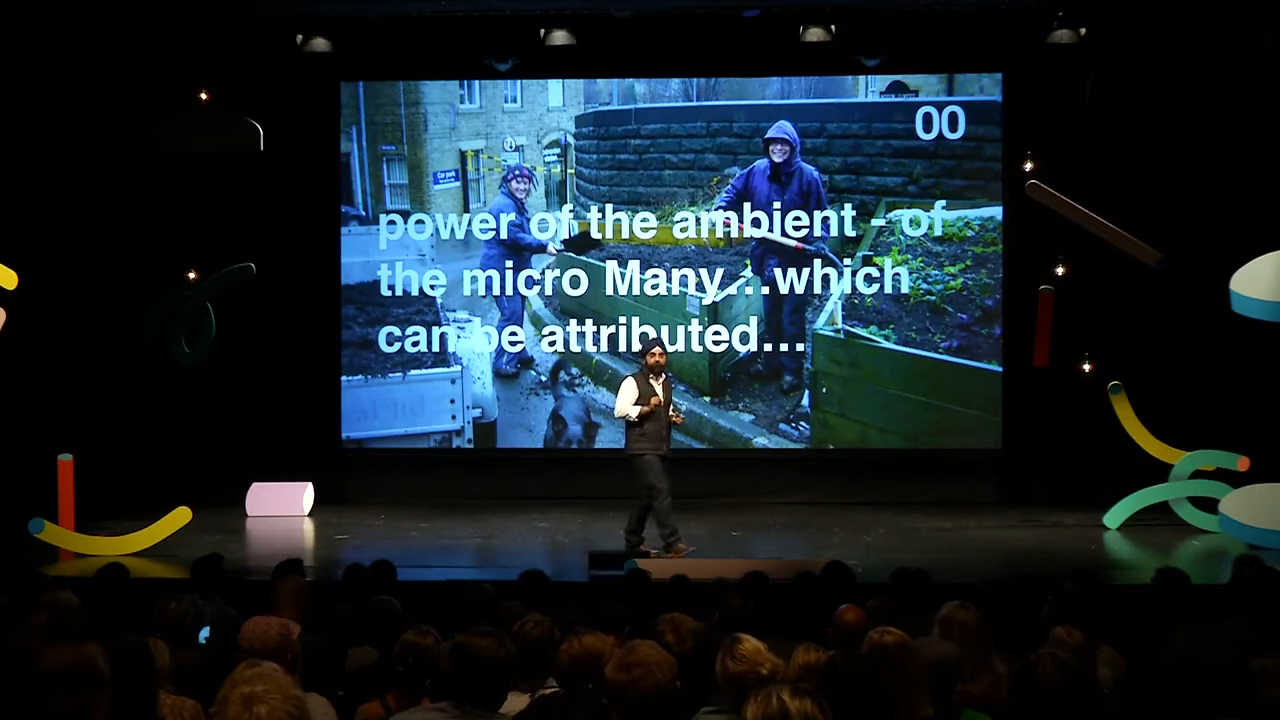 00
power of the ambient - of
the micro Many...which
can be attributed...
Car park